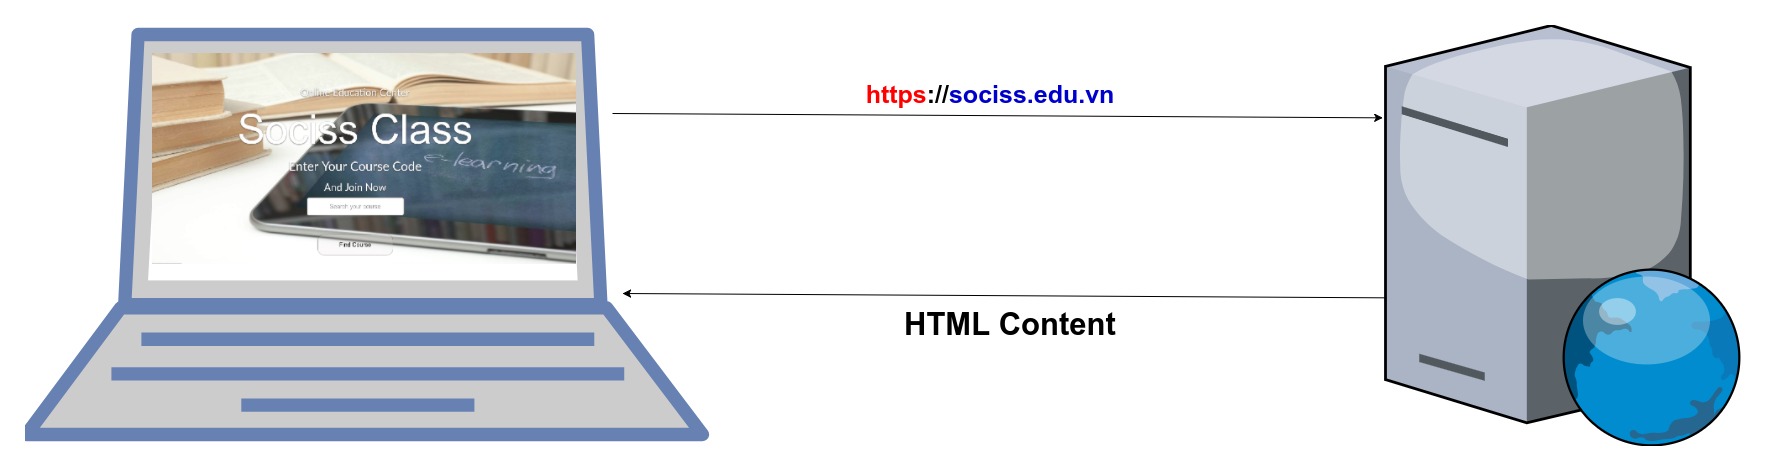 Online Education Center
Sociss Class
Enter Your Course Code
e-learning
And Join Now
Search your course
Find Course
https://sociss.edu.vn
HTML Content